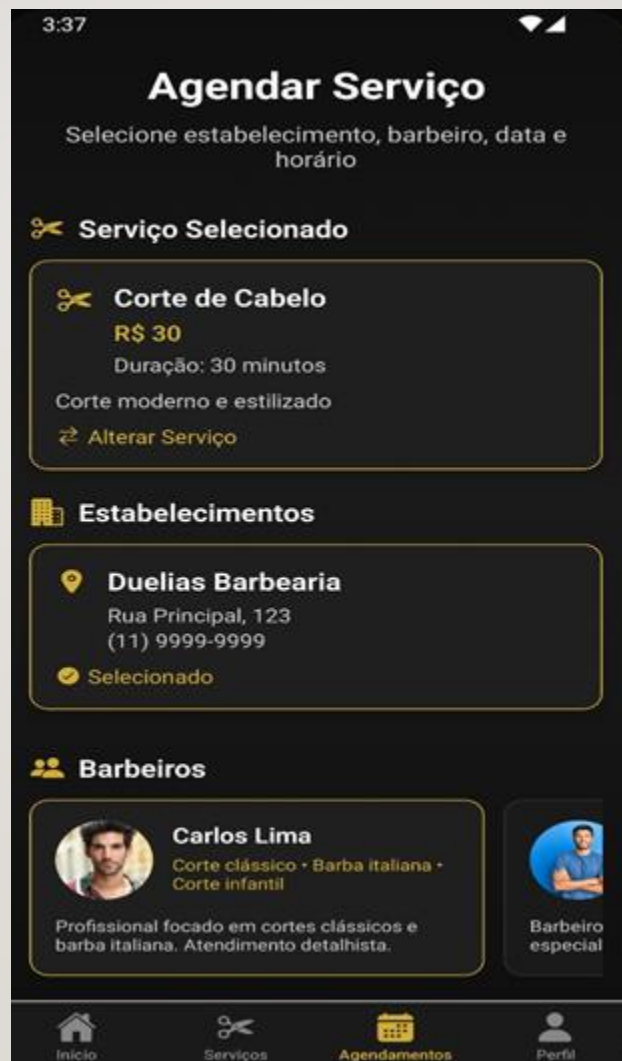 3:37
Agendar Serviço
Selecione estabelecimento, barbeiro, data e
horário
Serviço Selecionado
Corte de Cabelo
R$ 30
Duração: 30 minutos
Corte moderno e estilizado
Alterar Serviço
Estabelecimentos
Duelias Barbearia
Rua Principal, 123
(11) 9999-9999
Selecionado
Barbeiros
Carlos Lima
Corte clássico • Barba italiana •
Corte infantil
Profissional focado em cortes clássicos e
barba italiana. Atendimento detalhista.
Barbeiro
especial
Início
Serviços
Agendamentos
Perfil